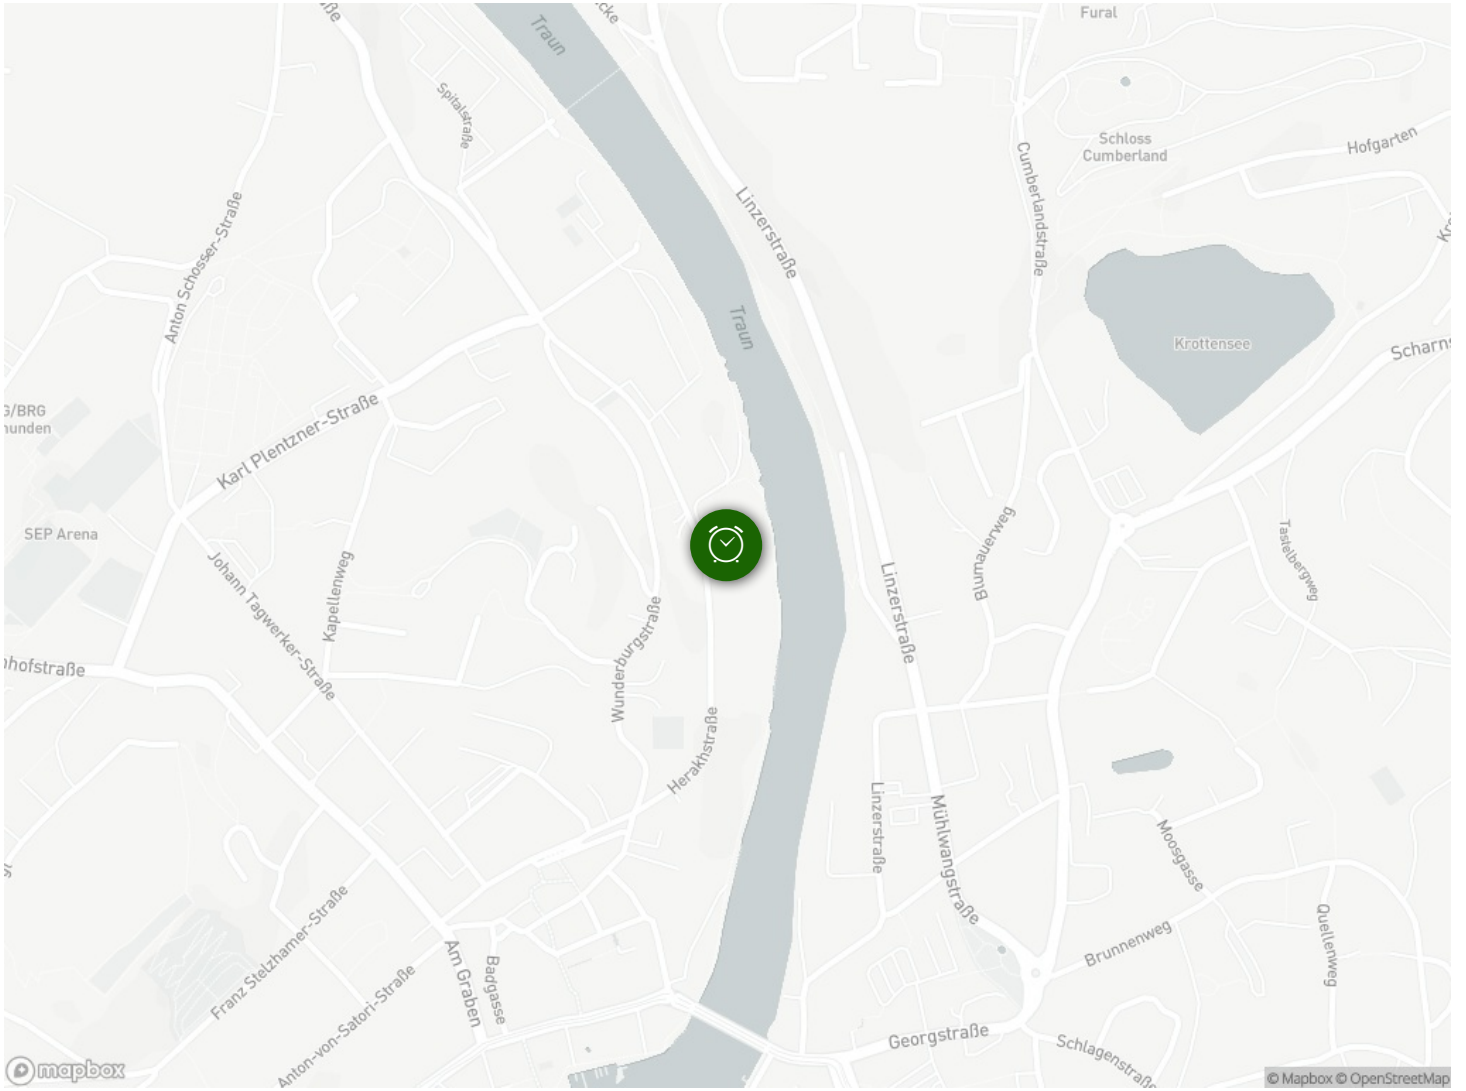 Traun
Fural
Spitalstraße
Schloss
Cumberland
Hofgarten
Cumberlandstraße
Linzerstraße
Anton Schosser-Straße
Traun
Krottensee
Scharns
G/BRG
nunden
Karl Plentzner-Straße
SEP Arena
Blumauerweg
Tastelbergweg
Johann Tagwerker-Straße
Kapellenweg
Linzerstraße
Wunderburgstraße
nhofstraße
Herakhstraße
Linzerstraße
Mühlwangstraße
Moosgasse
Franz Stelzhamer-Straße
Brunnenweg
Quellenweg
Am Graben
Badgasse
Anton-von-Satori-Straße
Georgstraße
Schlagenstraße
mapbox
© Mapbox © OpenStreetMap